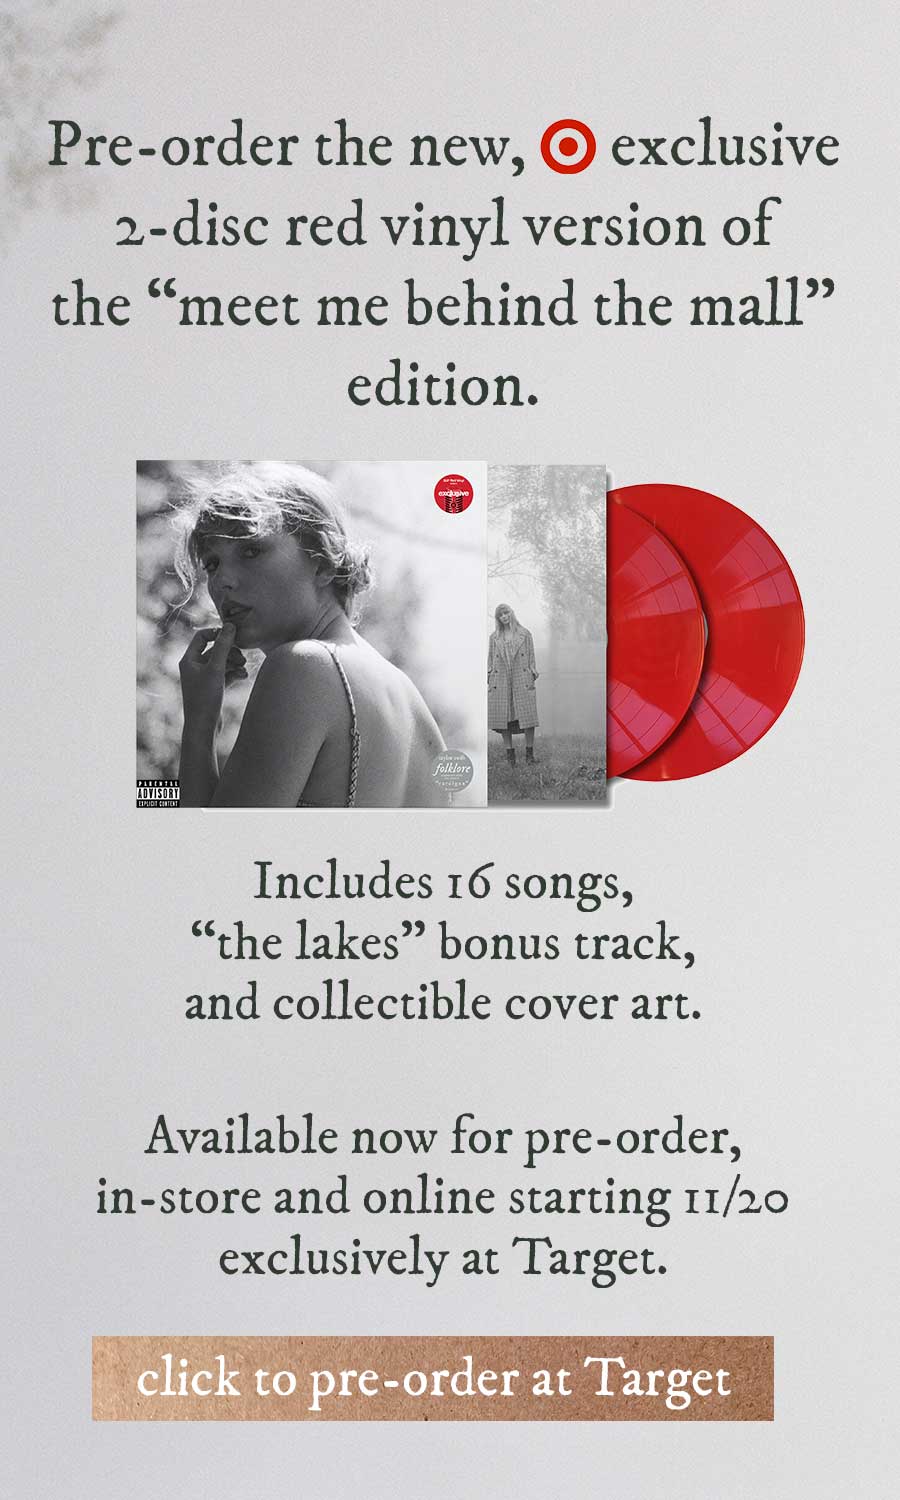 Pre-order the new, exclusive
2-disc red vinyl version of
the “meet me behind the mall”
edition.
exclusive
taylor swift
folklore
"cardigan"
PARENTAL
ADVISORY
EXPLICIT CONTENT
Includes 16 songs,
“the lakes” bonus track,
and collectible cover art.
Available now for pre-order,
in-store and online starting 11/20
exclusively at Target.
click to pre-order at Target